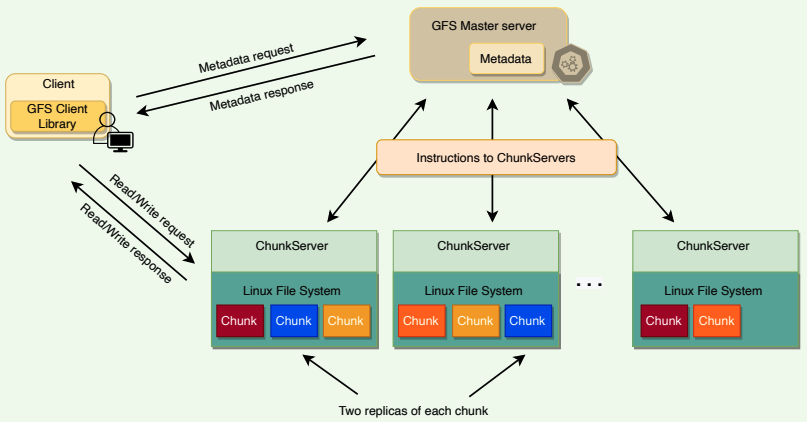 GFS Master server
Metadata
Metadata request
Metadata response
Client
GFS Client
Library
Instructions to ChunkServers
Read/Write request
Read/Write response
ChunkServer
Linux File System
Chunk
Chunk
Chunk
ChunkServer
Linux File System
Chunk
Chunk
Chunk
...
ChunkServer
Linux File System
Chunk
Chunk
Two replicas of each chunk